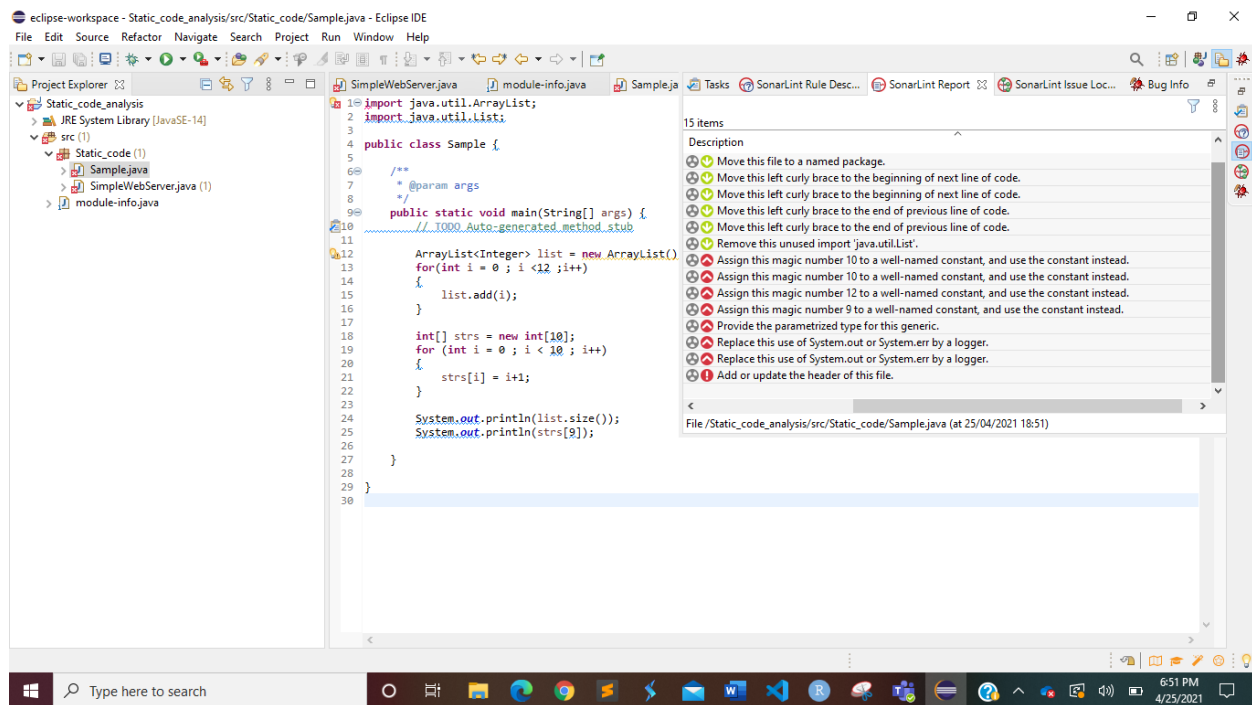 eclipse-workspace - Static_code_analysis/src/Static_code/Sample.java - Eclipse IDE
File Edit Source Refactor Navigate Search Project Run Window Help
Project Explorer
Static_code_analysis
JRE System Library [JavaSE-14]
src (1)
Static_code (1)
Sample.java
SimpleWebServer.java (1)
module-info.java
SimpleWebServer.java module-info.java Sample.ja
1 import java.util.ArrayList;
2 import java.util.List;
3
4 public class Sample {
5
6 /**
7 * @param args
8 */
9 public static void main(String[] args) {
10 // TODO Auto-generated method stub
11
12 ArrayList<Integer> list = new ArrayList()
13 for(int i = 0 ; i <12 ;i++)
14 {
15 list.add(i);
16 }
17
18 int[] strs = new int[10];
19 for (int i = 0 ; i < 10 ; i++)
20 {
21 strs[i] = i+1;
22 }
23
24 System.out.println(list.size());
25 System.out.println(strs[9]);
26
27 }
28
29 }
30
Tasks SonarLint Rule Desc... SonarLint Report SonarLint Issue Loc... Bug Info
15 items
Description
Move this file to a named package.
Move this left curly brace to the beginning of next line of code.
Move this left curly brace to the beginning of next line of code.
Move this left curly brace to the end of previous line of code.
Move this left curly brace to the end of previous line of code.
Remove this unused import 'java.util.List'.
Assign this magic number 10 to a well-named constant, and use the constant instead.
Assign this magic number 10 to a well-named constant, and use the constant instead.
Assign this magic number 12 to a well-named constant, and use the constant instead.
Assign this magic number 9 to a well-named constant, and use the constant instead.
Provide the parametrized type for this generic.
Replace this use of System.out or System.err by a logger.
Replace this use of System.out or System.err by a logger.
Add or update the header of this file.
File /Static_code_analysis/src/Static_code/Sample.java (at 25/04/2021 18:51)
Type here to search
6:51 PM
4/25/2021